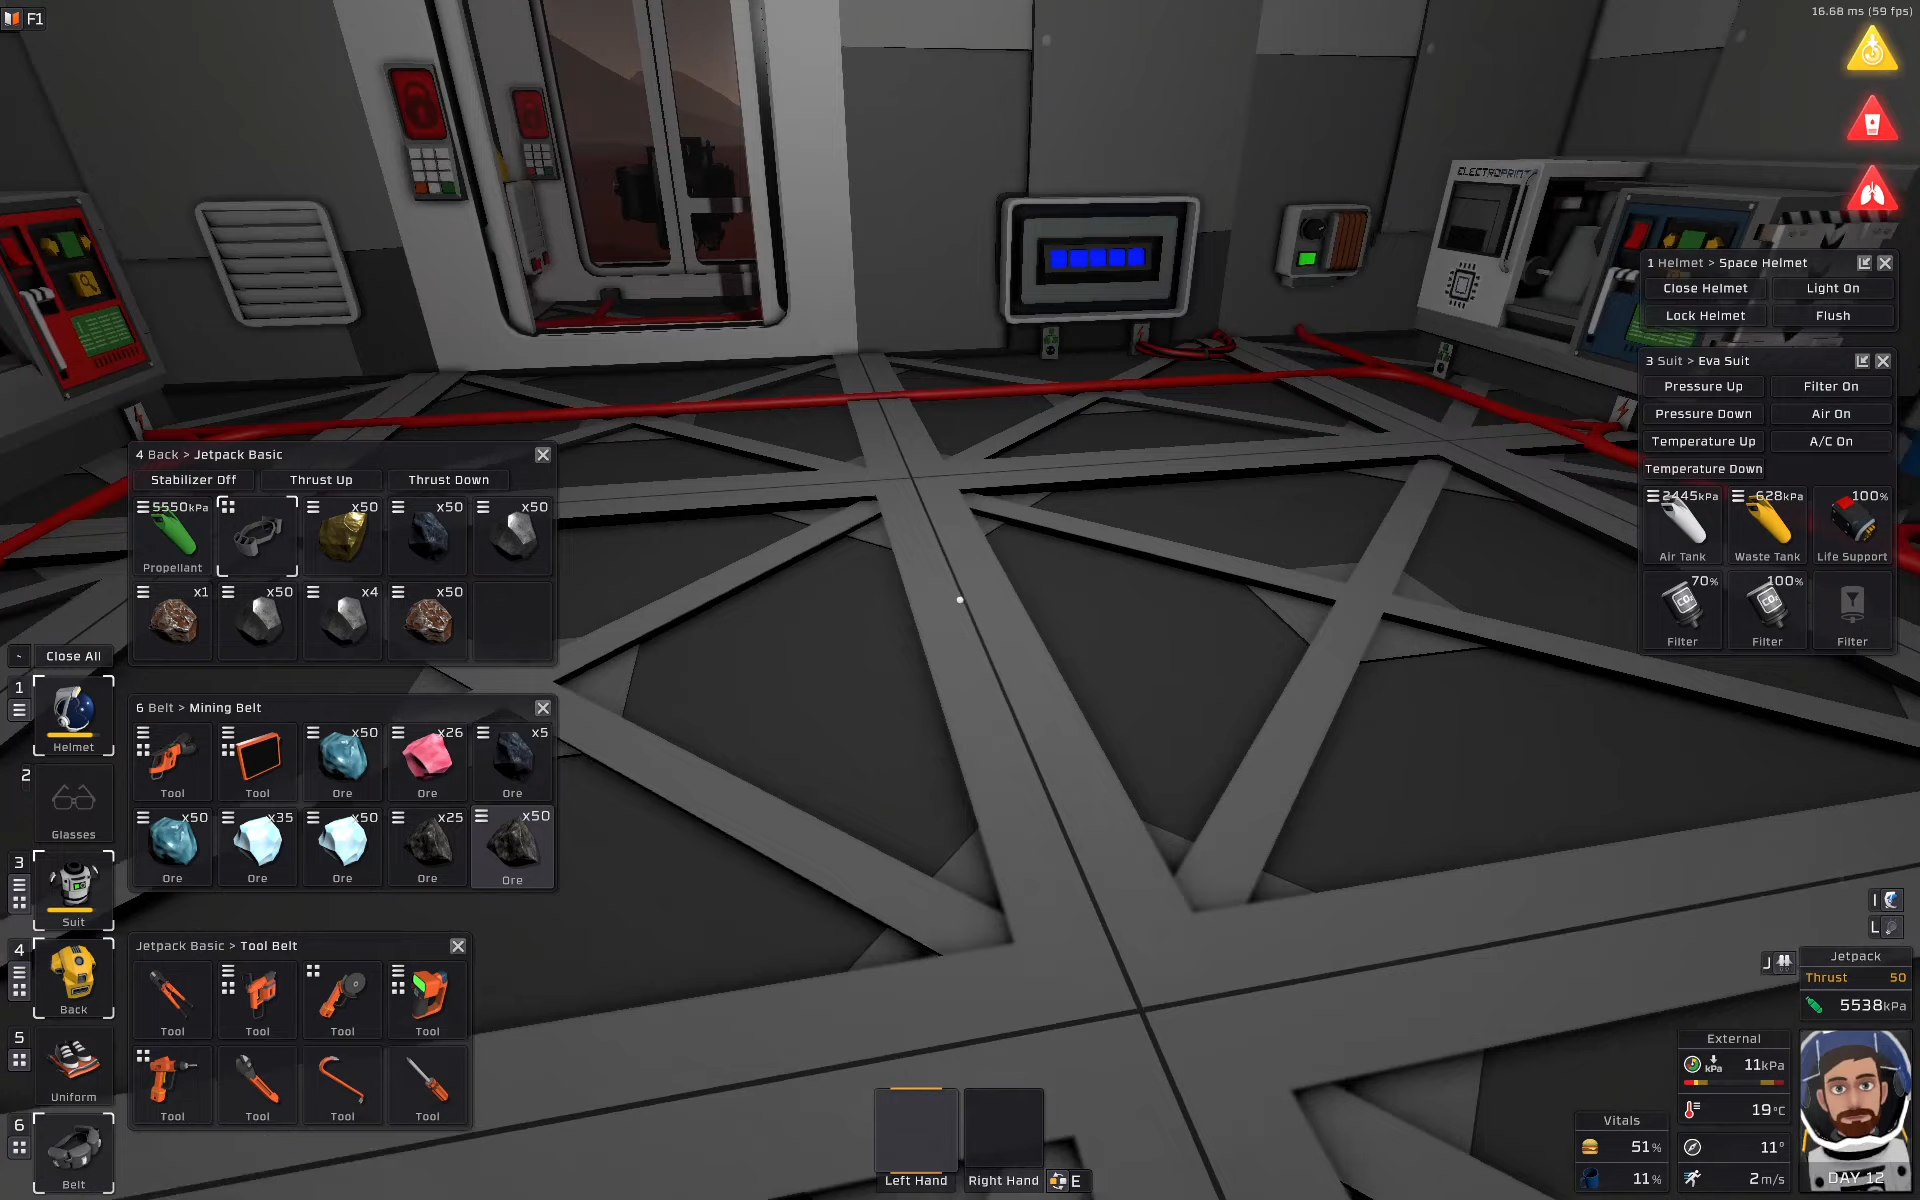 F1
16.68 ms (59 fps)
ELECTROPRINT
1 Helmet > Space Helmet
Close Helmet
Light On
Lock Helmet
Flush
3 Suit > Eva Suit
Pressure Up
Filter On
Pressure Down
Air On
Temperature Up
A/C On
Temperature Down
2445kPa
628kPa
100%
Air Tank
Waste Tank
Life Support
70%
100%
CO₂
CO₂
Filter
Filter
Filter
4 Back > Jetpack Basic
Stabilizer Off
Thrust Up
Thrust Down
5550kPa
x50
x50
x50
Propellant
x1
x50
x4
x50
~
Close All
1
Helmet
2
Glasses
3
Suit
4
Back
5
Uniform
6
Belt
6 Belt > Mining Belt
x50
x26
x5
Tool
Tool
Ore
Ore
Ore
x50
x35
x50
x25
x50
Ore
Ore
Ore
Ore
Ore
Jetpack Basic > Tool Belt
Tool
Tool
Tool
Tool
Tool
Tool
Tool
Tool
Left Hand
Right Hand
E
I
L
J
Jetpack
Thrust 50
5538kPa
External
kPa
11kPa
19°C
11°
2m/s
Vitals
51%
11%
DAY 12